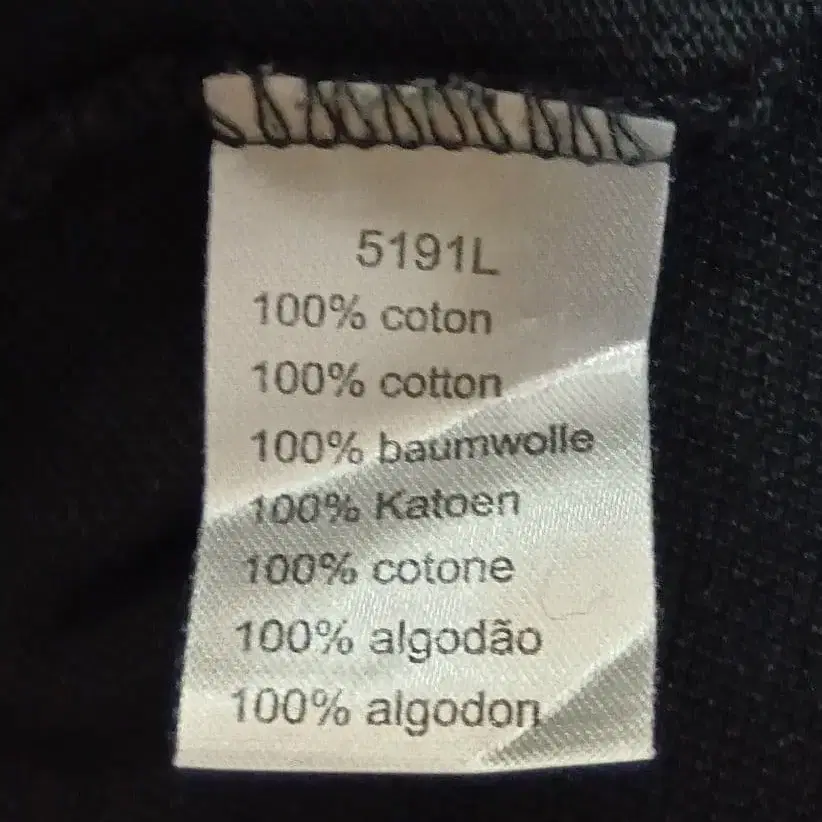 5191L
100% coton
100% cotton
100% baumwolle
100% Katoen
100% cotone
100% algodão
100% algodon